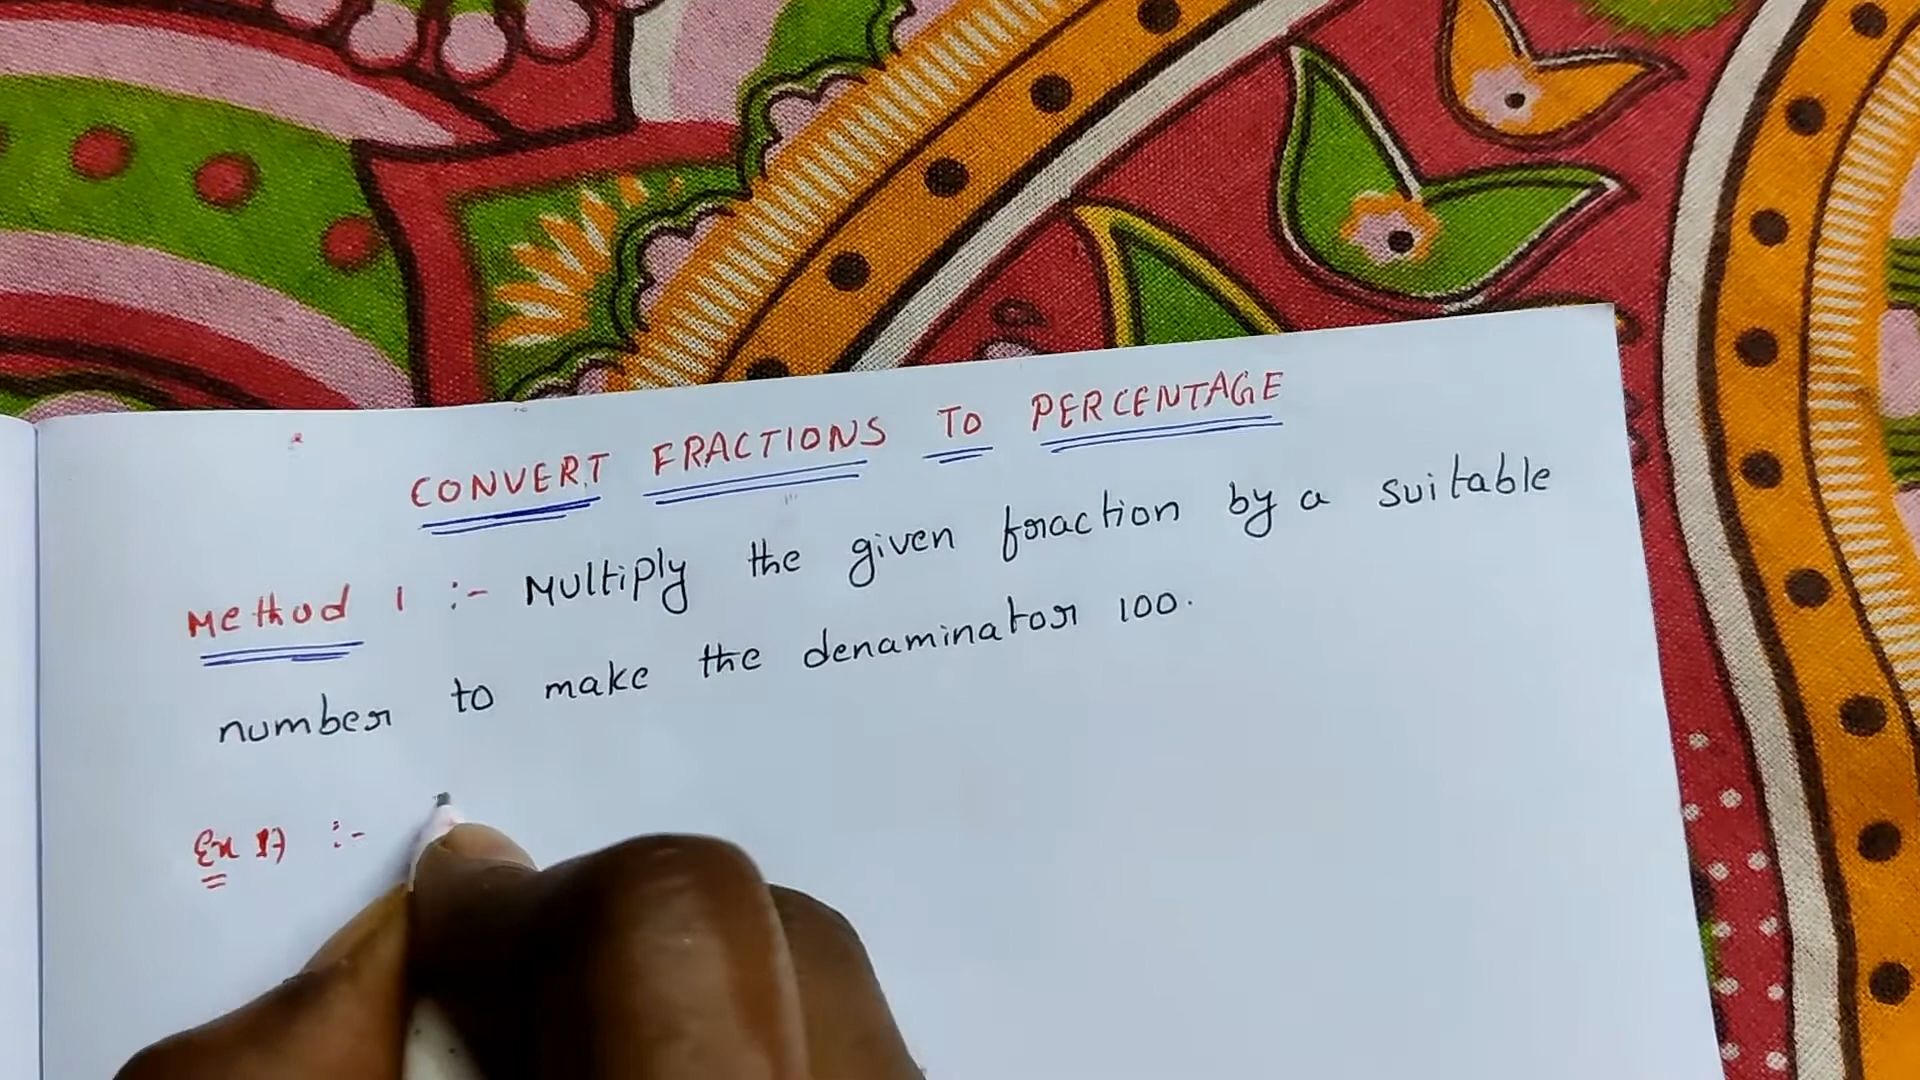 CONVERT FRACTIONS TO PERCENTAGE
Method 1 :- Multiply the given fraction by a suitable
number to make the denaminator 100.
Ex 1) :-